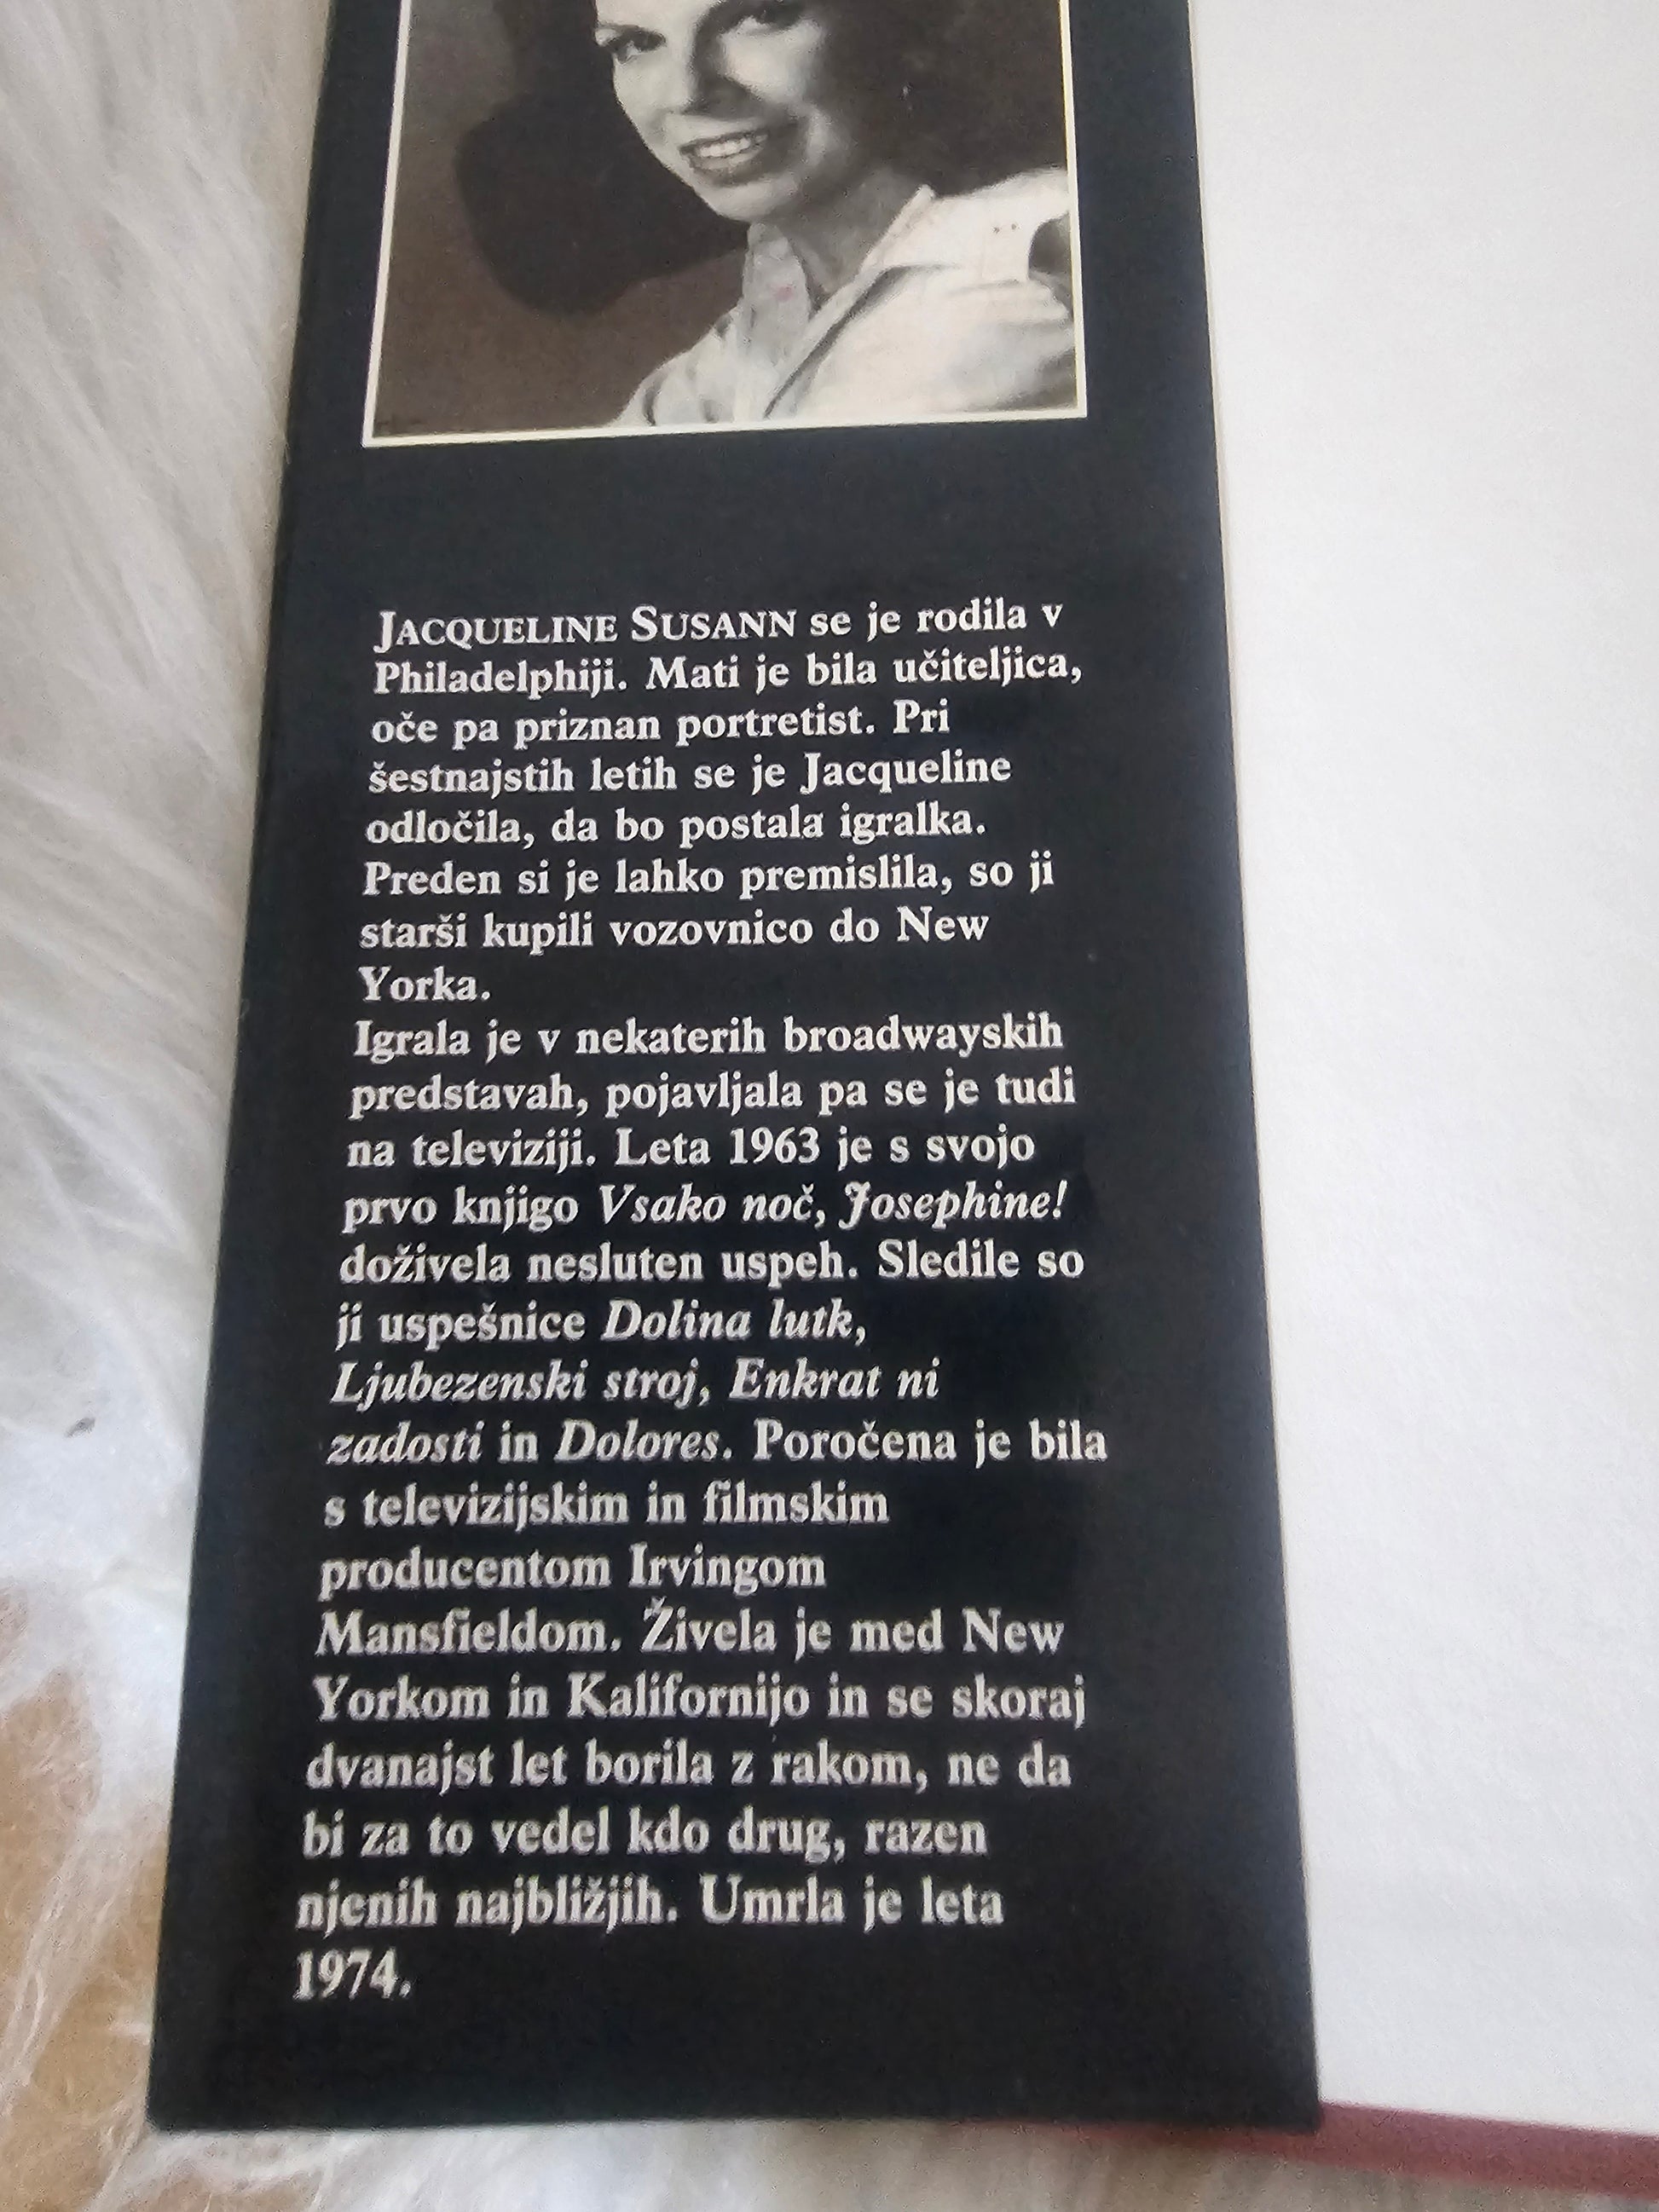 JACQUELINE SUSANN se je rodila v
Philadelphiji. Mati je bila učiteljica,
oče pa priznan portretist. Pri
šestnajstih letih se je Jacqueline
odločila, da bo postala igralka.
Preden si je lahko premislila, so ji
starši kupili vozovnico do New
Yorka.
Igrala je v nekaterih broadwayskih
predstavah, pojavljala pa se je tudi
na televiziji. Leta 1963 je s svojo
prvo knjigo Vsako noč, Josephine!
doživela nesluten uspeh. Sledile so
ji uspešnice Dolina lutk,
Ljubezenski stroj, Enkrat ni
zadosti in Dolores. Poročena je bila
s televizijskim in filmskim
producentom Irvingom
Mansfieldom. Živela je med New
Yorkom in Kalifornijo in se skoraj
dvanajst let borila z rakom, ne da
bi za to vedel kdo drug, razen
njenih najbližjih. Umrla je leta
1974.